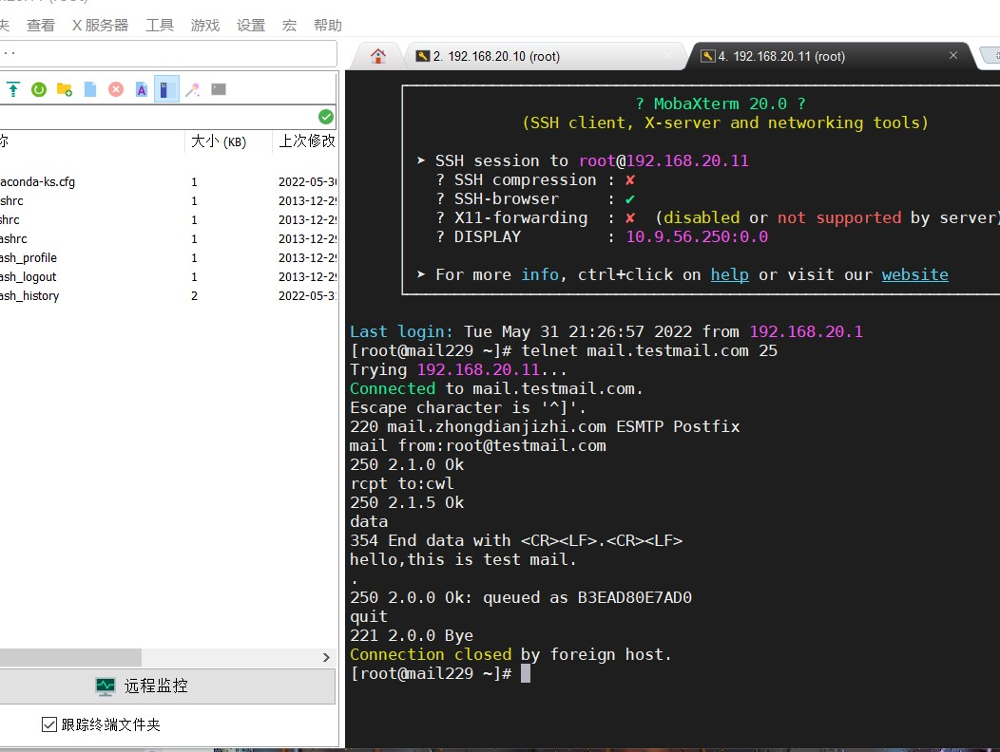 夹 查看 X 服务器 工具 游戏 设置 宏 帮助
2. 192.168.20.10 (root)
4. 192.168.20.11 (root)
称 大小 (KB) 上次修改
aconda-ks.cfg 1 2022-05-30
shrc 1 2013-12-29
shrc 1 2013-12-29
ashrc 1 2013-12-29
ash_profile 1 2013-12-29
ash_logout 1 2013-12-29
ash_history 2 2022-05-31
远程监控
跟踪终端文件夹
? MobaXterm 20.0 ?
(SSH client, X-server and networking tools)
➤ SSH session to root@192.168.20.11
? SSH compression : ✘
? SSH-browser : ✔
? X11-forwarding : ✘ (disabled or not supported by server)
? DISPLAY : 10.9.56.250:0.0
➤ For more info, ctrl+click on help or visit our website
Last login: Tue May 31 21:26:57 2022 from 192.168.20.1
[root@mail229 ~]# telnet mail.testmail.com 25
Trying 192.168.20.11...
Connected to mail.testmail.com.
Escape character is '^]'.
220 mail.zhongdianjizhi.com ESMTP Postfix
mail from:root@testmail.com
250 2.1.0 Ok
rcpt to:cwl
250 2.1.5 Ok
data
354 End data with <CR><LF>.<CR><LF>
hello,this is test mail.
.
250 2.0.0 Ok: queued as B3EAD80E7AD0
quit
221 2.0.0 Bye
Connection closed by foreign host.
[root@mail229 ~]#